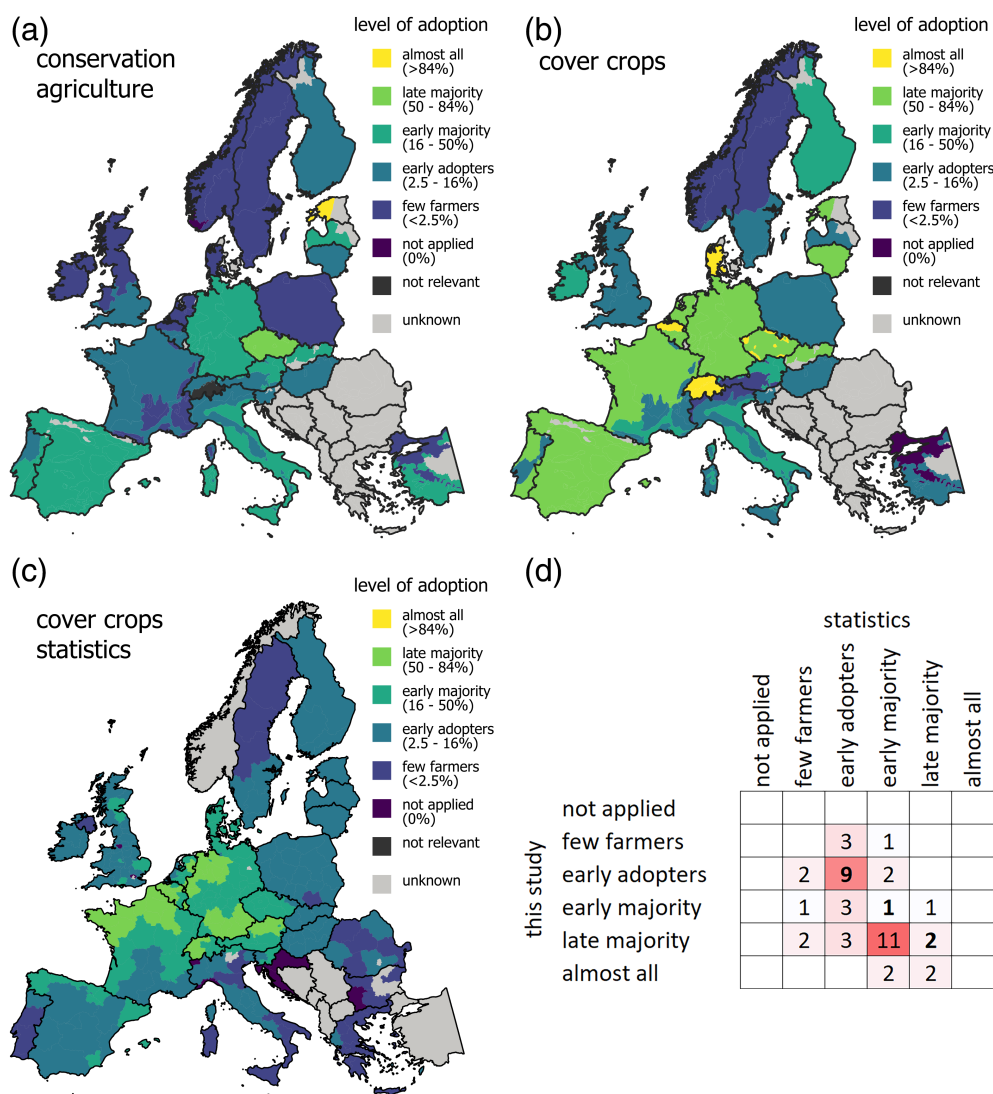 (a)
conservation
agriculture
level of adoption
almost all
(>84%)
late majority
(50 - 84%)
early majority
(16 - 50%)
early adopters
(2.5 - 16%)
few farmers
(<2.5%)
not applied
(0%)
not relevant
unknown
(b)
cover crops
level of adoption
almost all
(>84%)
late majority
(50 - 84%)
early majority
(16 - 50%)
early adopters
(2.5 - 16%)
few farmers
(<2.5%)
not applied
(0%)
not relevant
unknown
(c)
cover crops
statistics
level of adoption
almost all
(>84%)
late majority
(50 - 84%)
early majority
(16 - 50%)
early adopters
(2.5 - 16%)
few farmers
(<2.5%)
not applied
(0%)
not relevant
unknown
(d)
statistics
not applied
few famlers
early adopters
early majority
late majority
almost all
this study
not applied
few farmers 3 1
early adopters 2 9 2
early majority 1 3 1 1
late majority 2 3 11 2
almost all 2 2